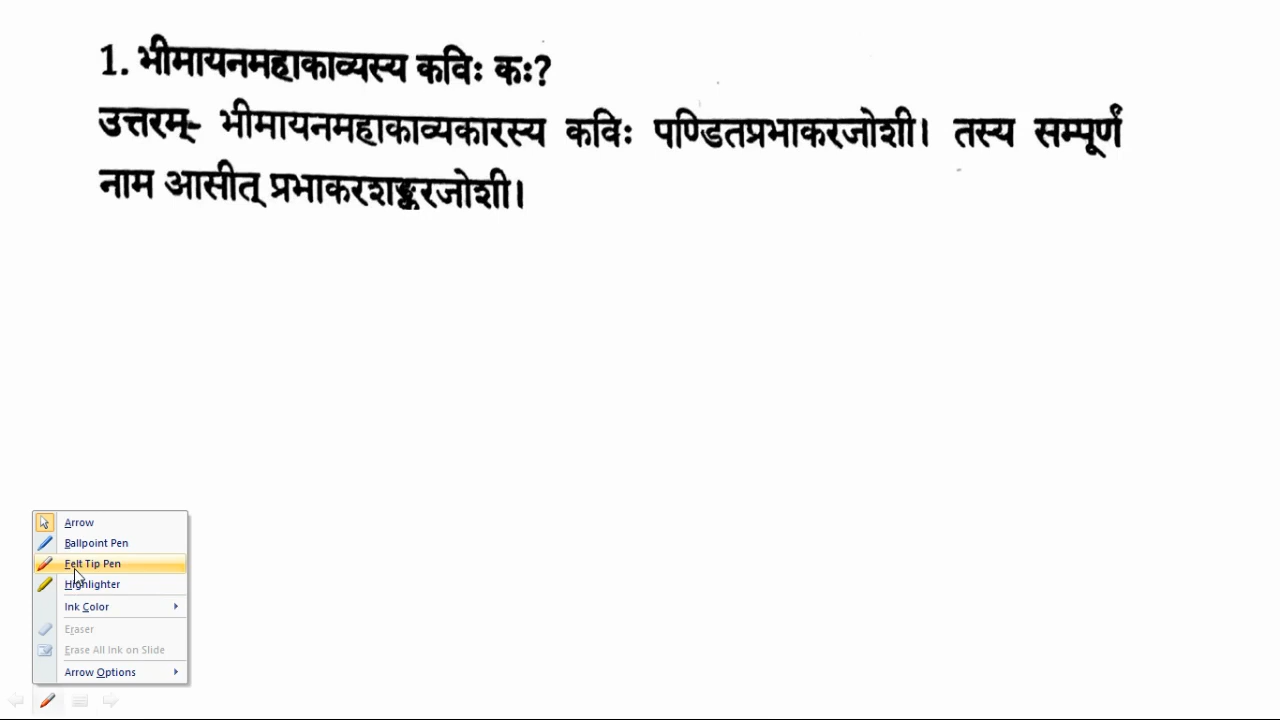 1. भीमायनमहाकाव्यस्य कविः कः?
उत्तरम्- भीमायनमहाकाव्यकारस्य कविः पण्डितप्रभाकरजोशी। तस्य सम्पूर्णं
नाम आसीत् प्रभाकरशङ्करजोशी।
Arrow
Ballpoint Pen
Felt Tip Pen
Highlighter
Ink Color
Eraser
Erase All Ink on Slide
Arrow Options